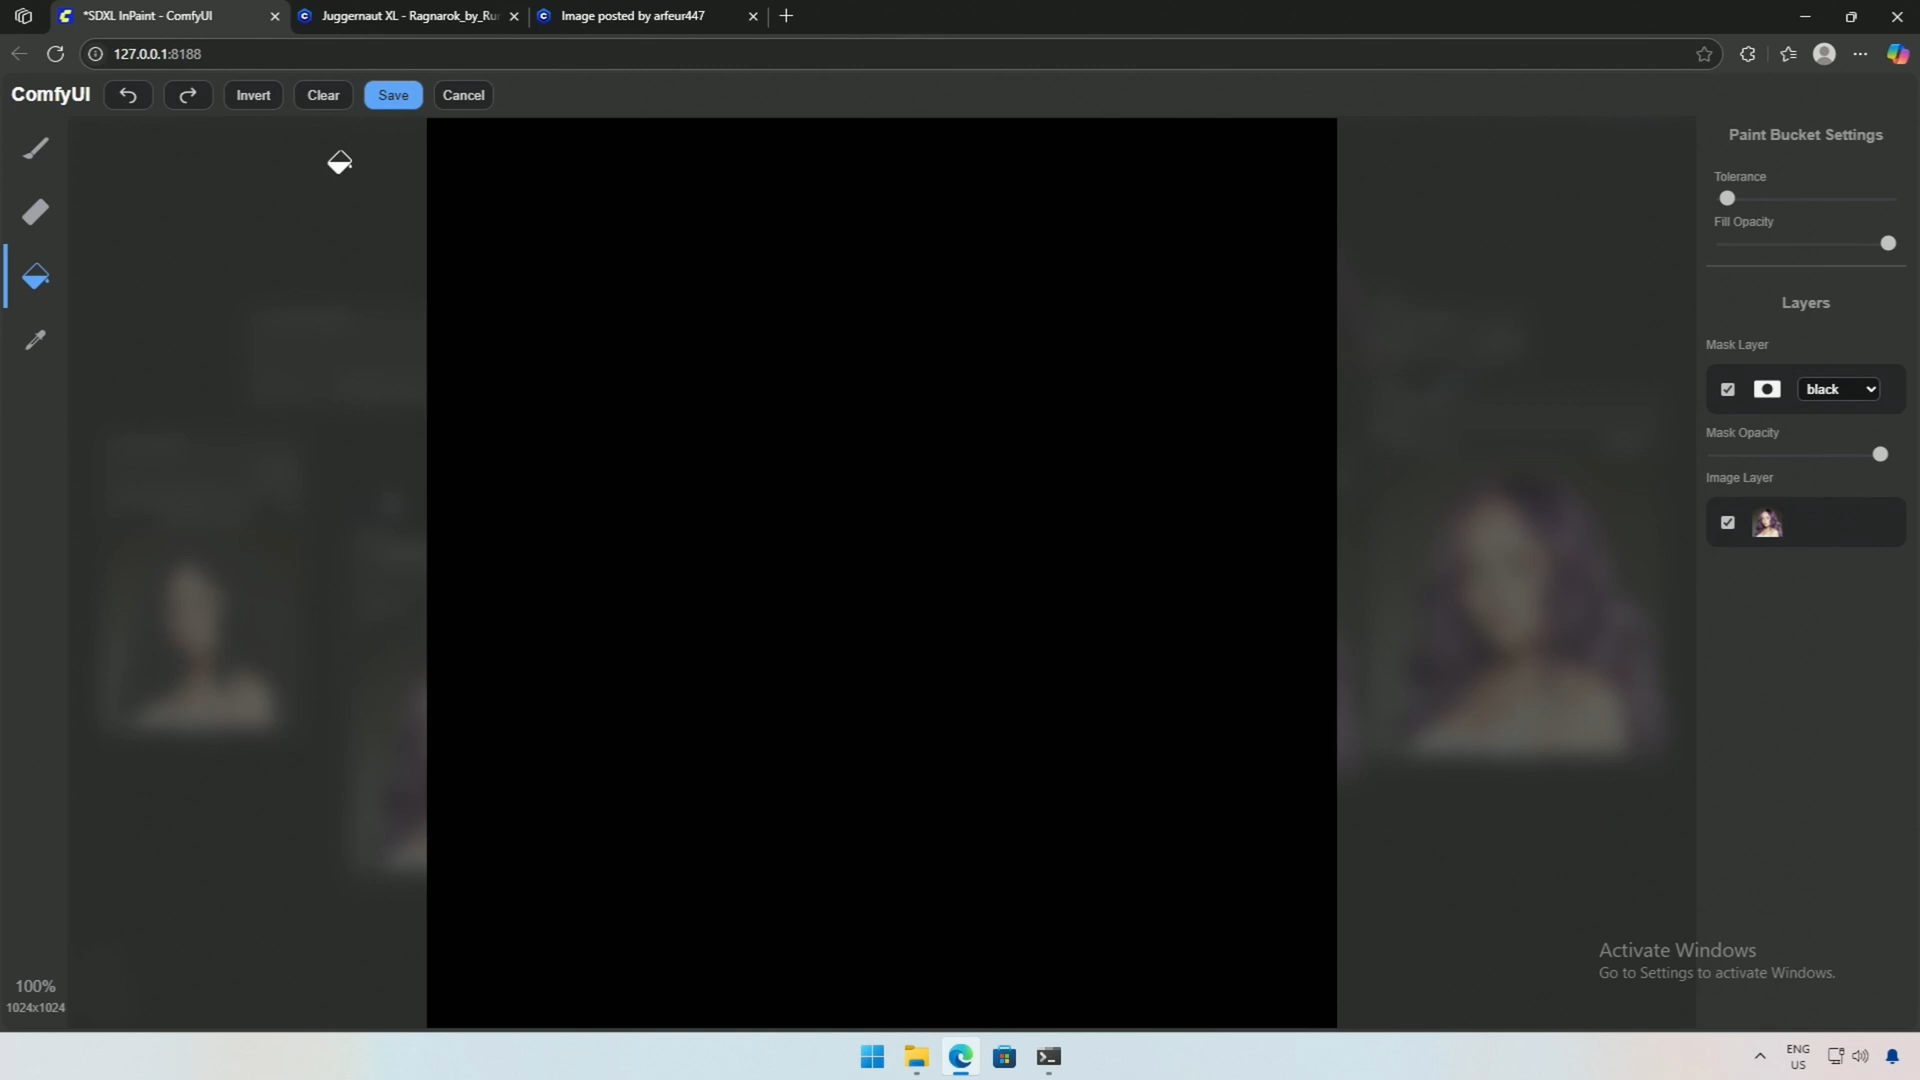 *SDXL InPaint - ComfyUI
Juggernaut XL - Ragnarok_by_Rur
Image posted by arfeur447
127.0.0.1:8188
ComfyUI
Invert
Clear
Save
Cancel
Paint Bucket Settings
Tolerance
Fill Opacity
Layers
Mask Layer
black
Mask Opacity
Image Layer
100%
1024x1024
Activate Windows
Go to Settings to activate Windows.
ENG
US